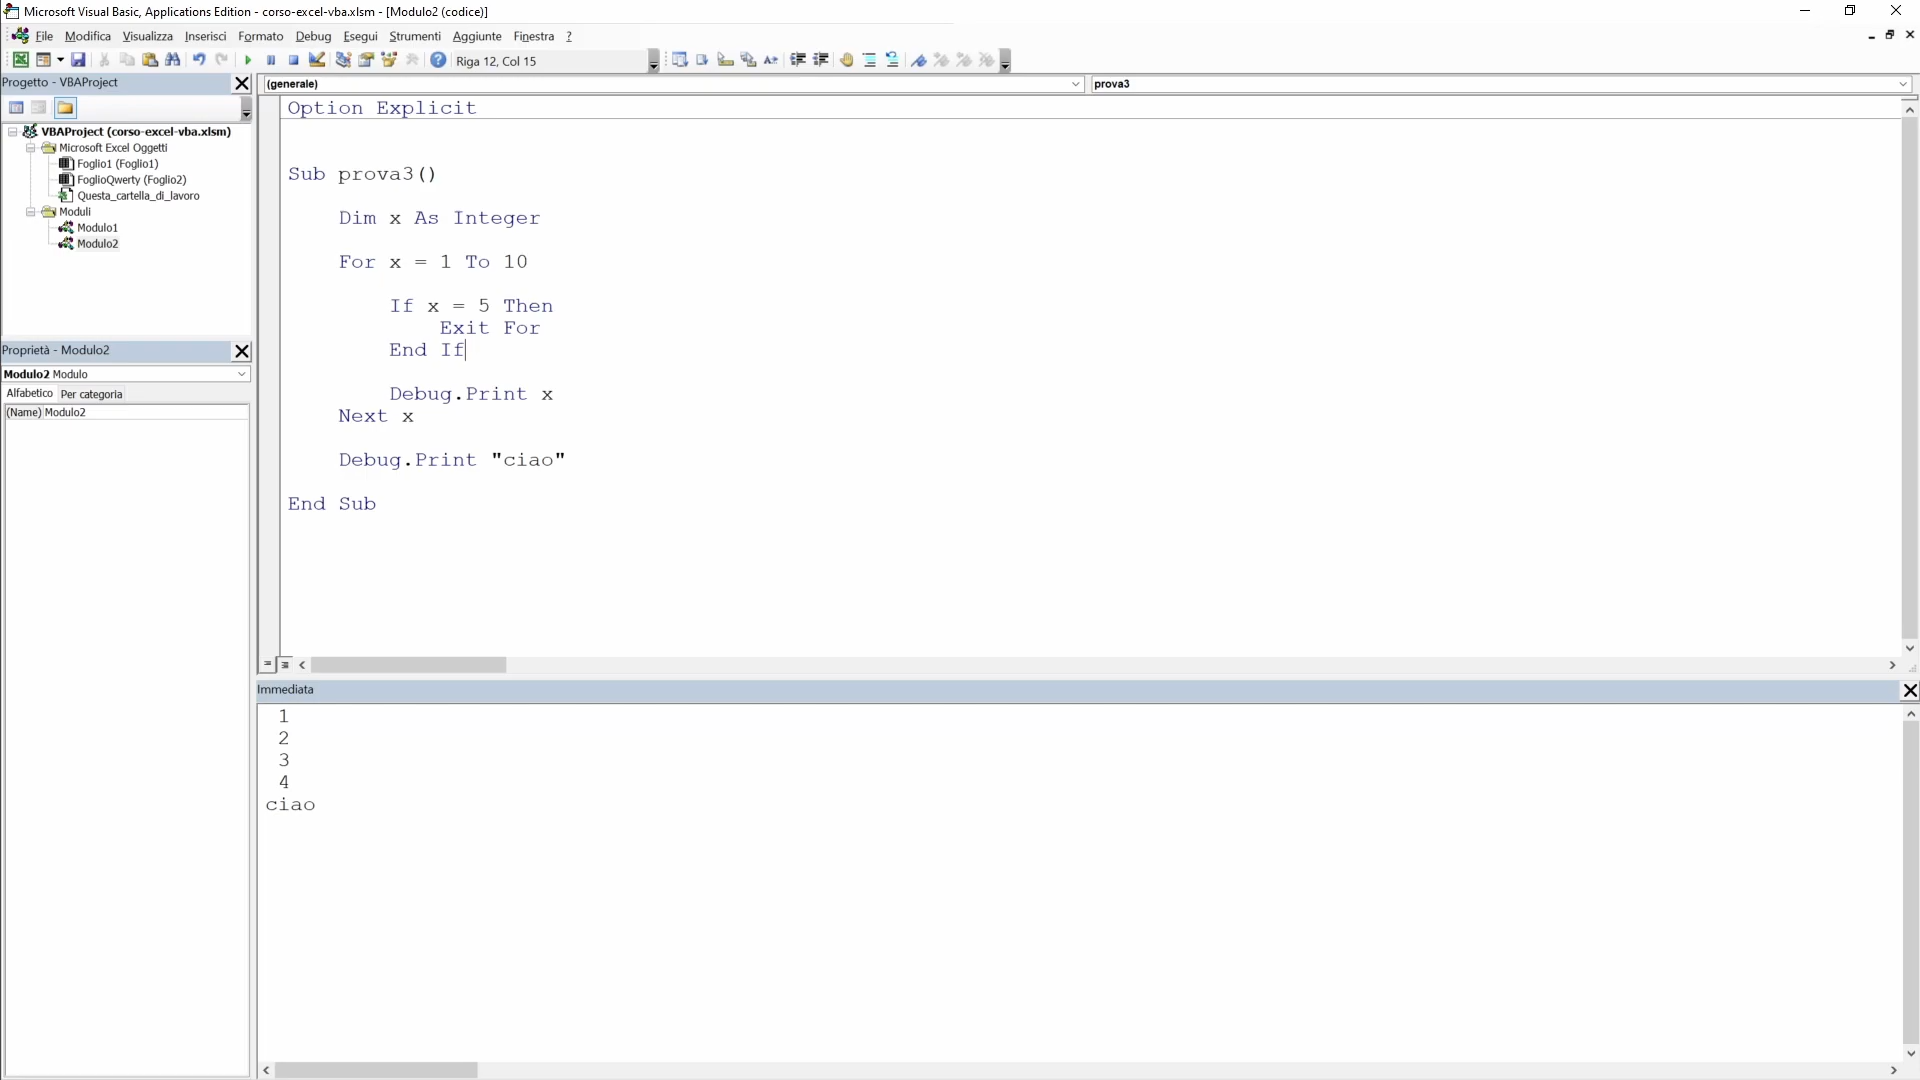 Microsoft Visual Basic, Applications Edition - corso-excel-vba.xlsm - [Modulo2 (codice)]
File Modifica Visualizza Inserisci Formato Debug Esegui Strumenti Aggiunte Finestra ?
Riga 12, Col 15
Progetto - VBAProject
(generale)
prova3
VBAProject (corso-excel-vba.xlsm)
Microsoft Excel Oggetti
Foglio1 (Foglio1)
FoglioQwerty (Foglio2)
Questa_cartella_di_lavoro
Moduli
Modulo1
Modulo2
Proprietà - Modulo2
Modulo2 Modulo
Alfabetico Per categoria
(Name) Modulo2
Option Explicit
Sub prova3()
Dim x As Integer
For x = 1 To 10
If x = 5 Then
Exit For
End If
Debug.Print x
Next x
Debug.Print "ciao"
End Sub
Immediata
1
2
3
4
ciao